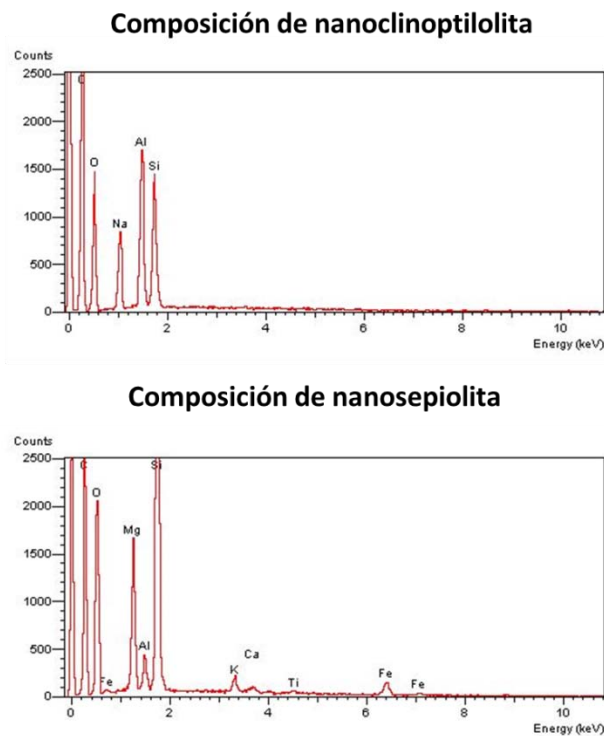 Composición de nanoclinoptilolita
Counts
2500
C
2000
O
Al
Si
1500
1000
Na
500
0
0 2 4 6 8 10
Energy (keV)
Composición de nanosepiolita
Counts
2500
C Si
O
2000
Mg
1500
1000
500
Al
Ca
Fe K Ti Fe Fe
0
0 2 4 6 8 10
Energy (keV)